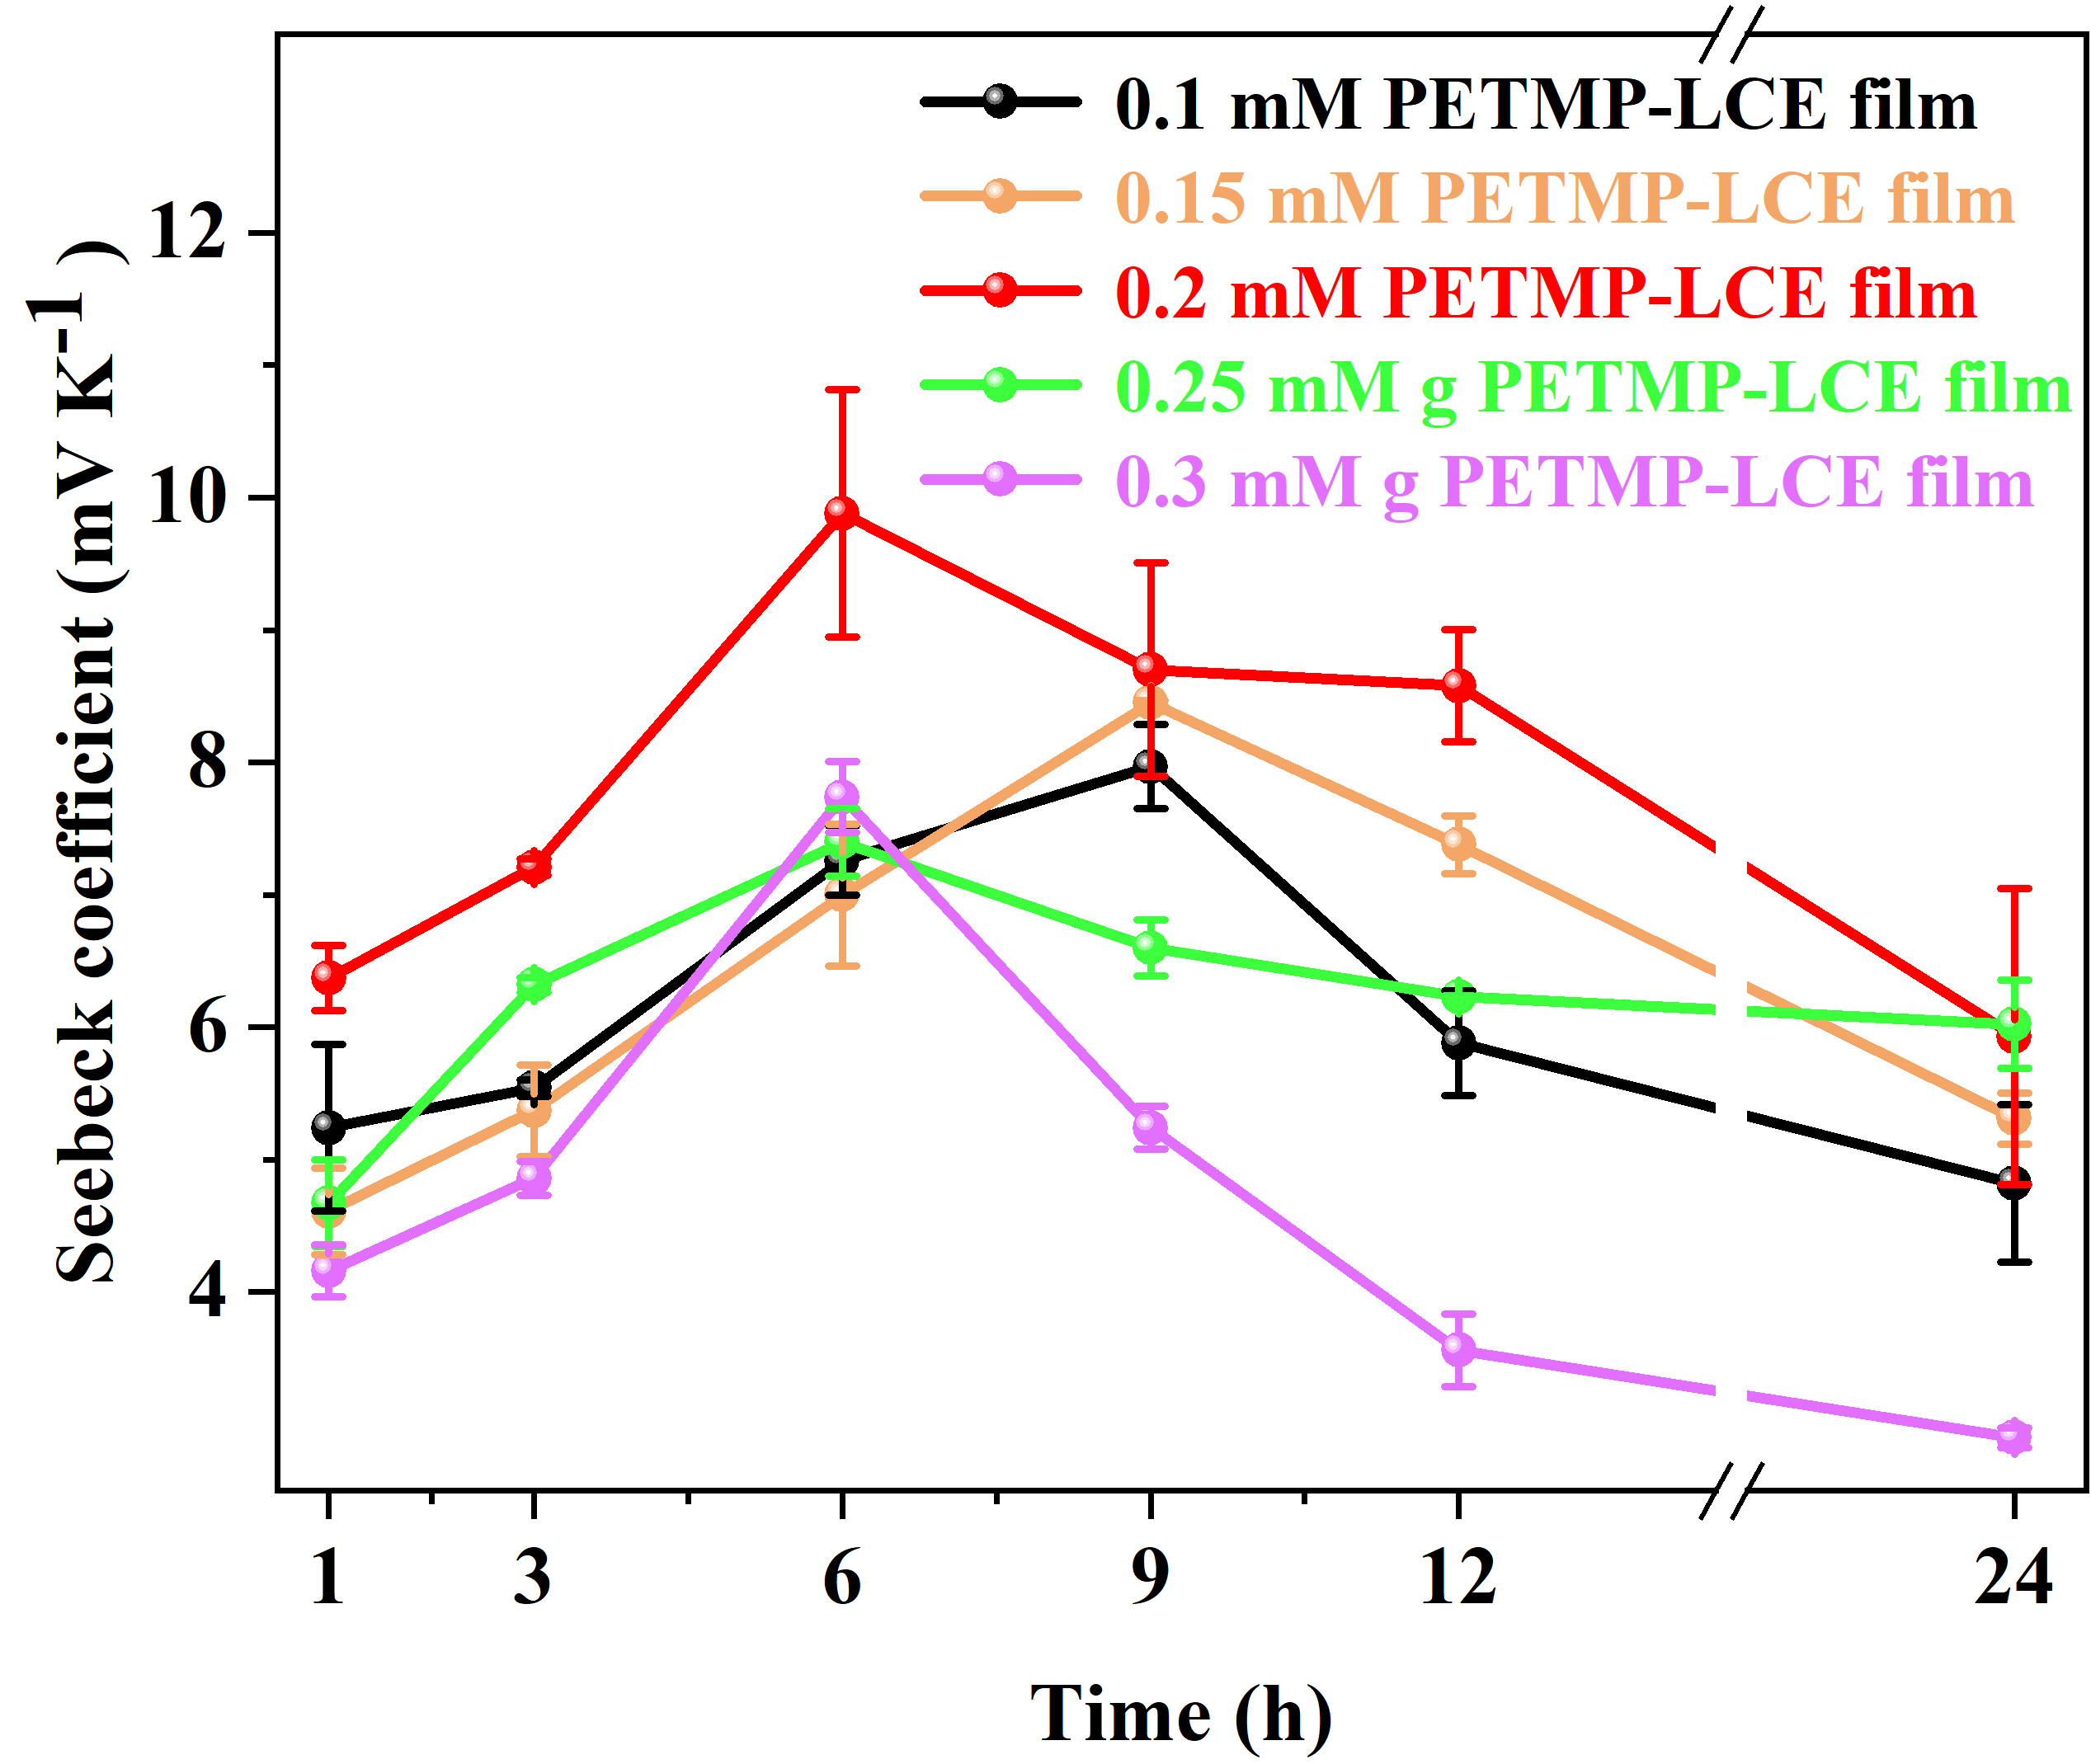 0.1 mM PETMP-LCE film
0.15 mM PETMP-LCE film
0.2 mM PETMP-LCE film
0.25 mM g PETMP-LCE film
0.3 mM g PETMP-LCE film
Seebeck coefficient (mV K-1 )
12
10
8
6
4
1 3 6 9 12 24
Time (h)